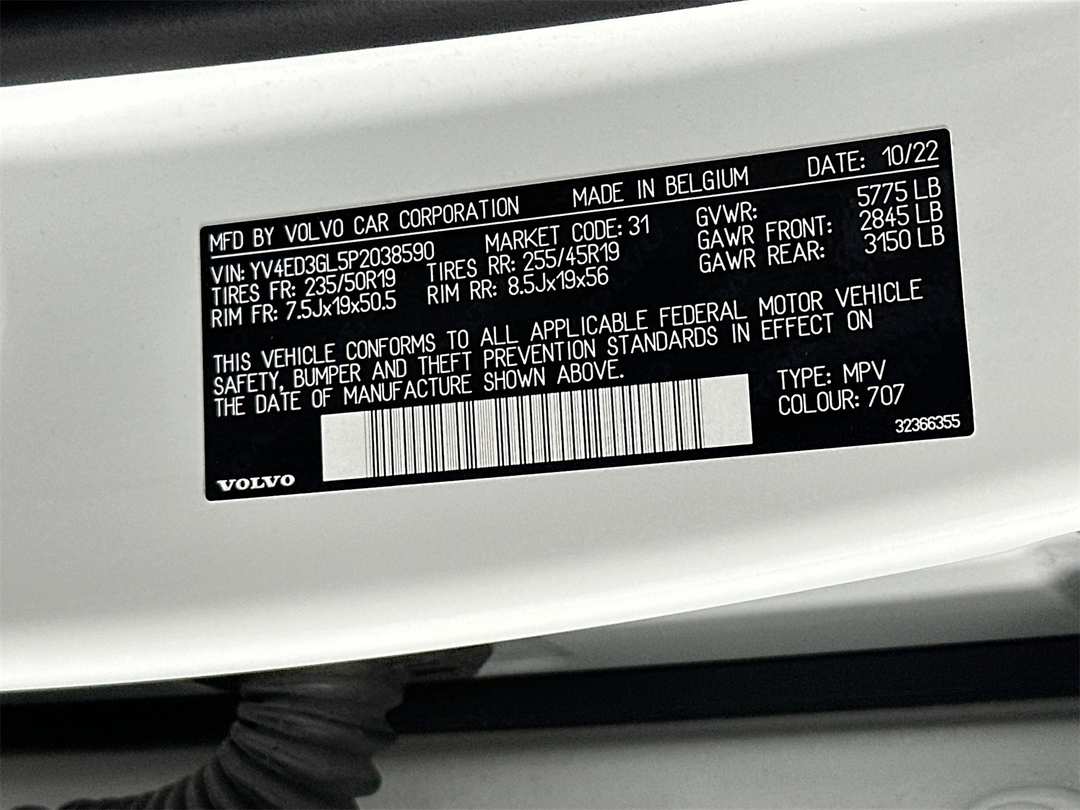 MFD BY VOLVO CAR CORPORATION MADE IN BELGIUM DATE: 10/22
VIN: YV4ED3GL5P2038590 MARKET CODE: 31 GVWR: 5775 LB
TIRES FR: 235/50R19 TIRES RR: 255/45R19 GAWR FRONT: 2845 LB
RIM FR: 7.5Jx19x50.5 RIM RR: 8.5Jx19x56 GAWR REAR: 3150 LB
THIS VEHICLE CONFORMS TO ALL APPLICABLE FEDERAL MOTOR VEHICLE
SAFETY, BUMPER AND THEFT PREVENTION STANDARDS IN EFFECT ON
THE DATE OF MANUFACTURE SHOWN ABOVE.
TYPE: MPV
COLOUR: 707
32366355
VOLVO